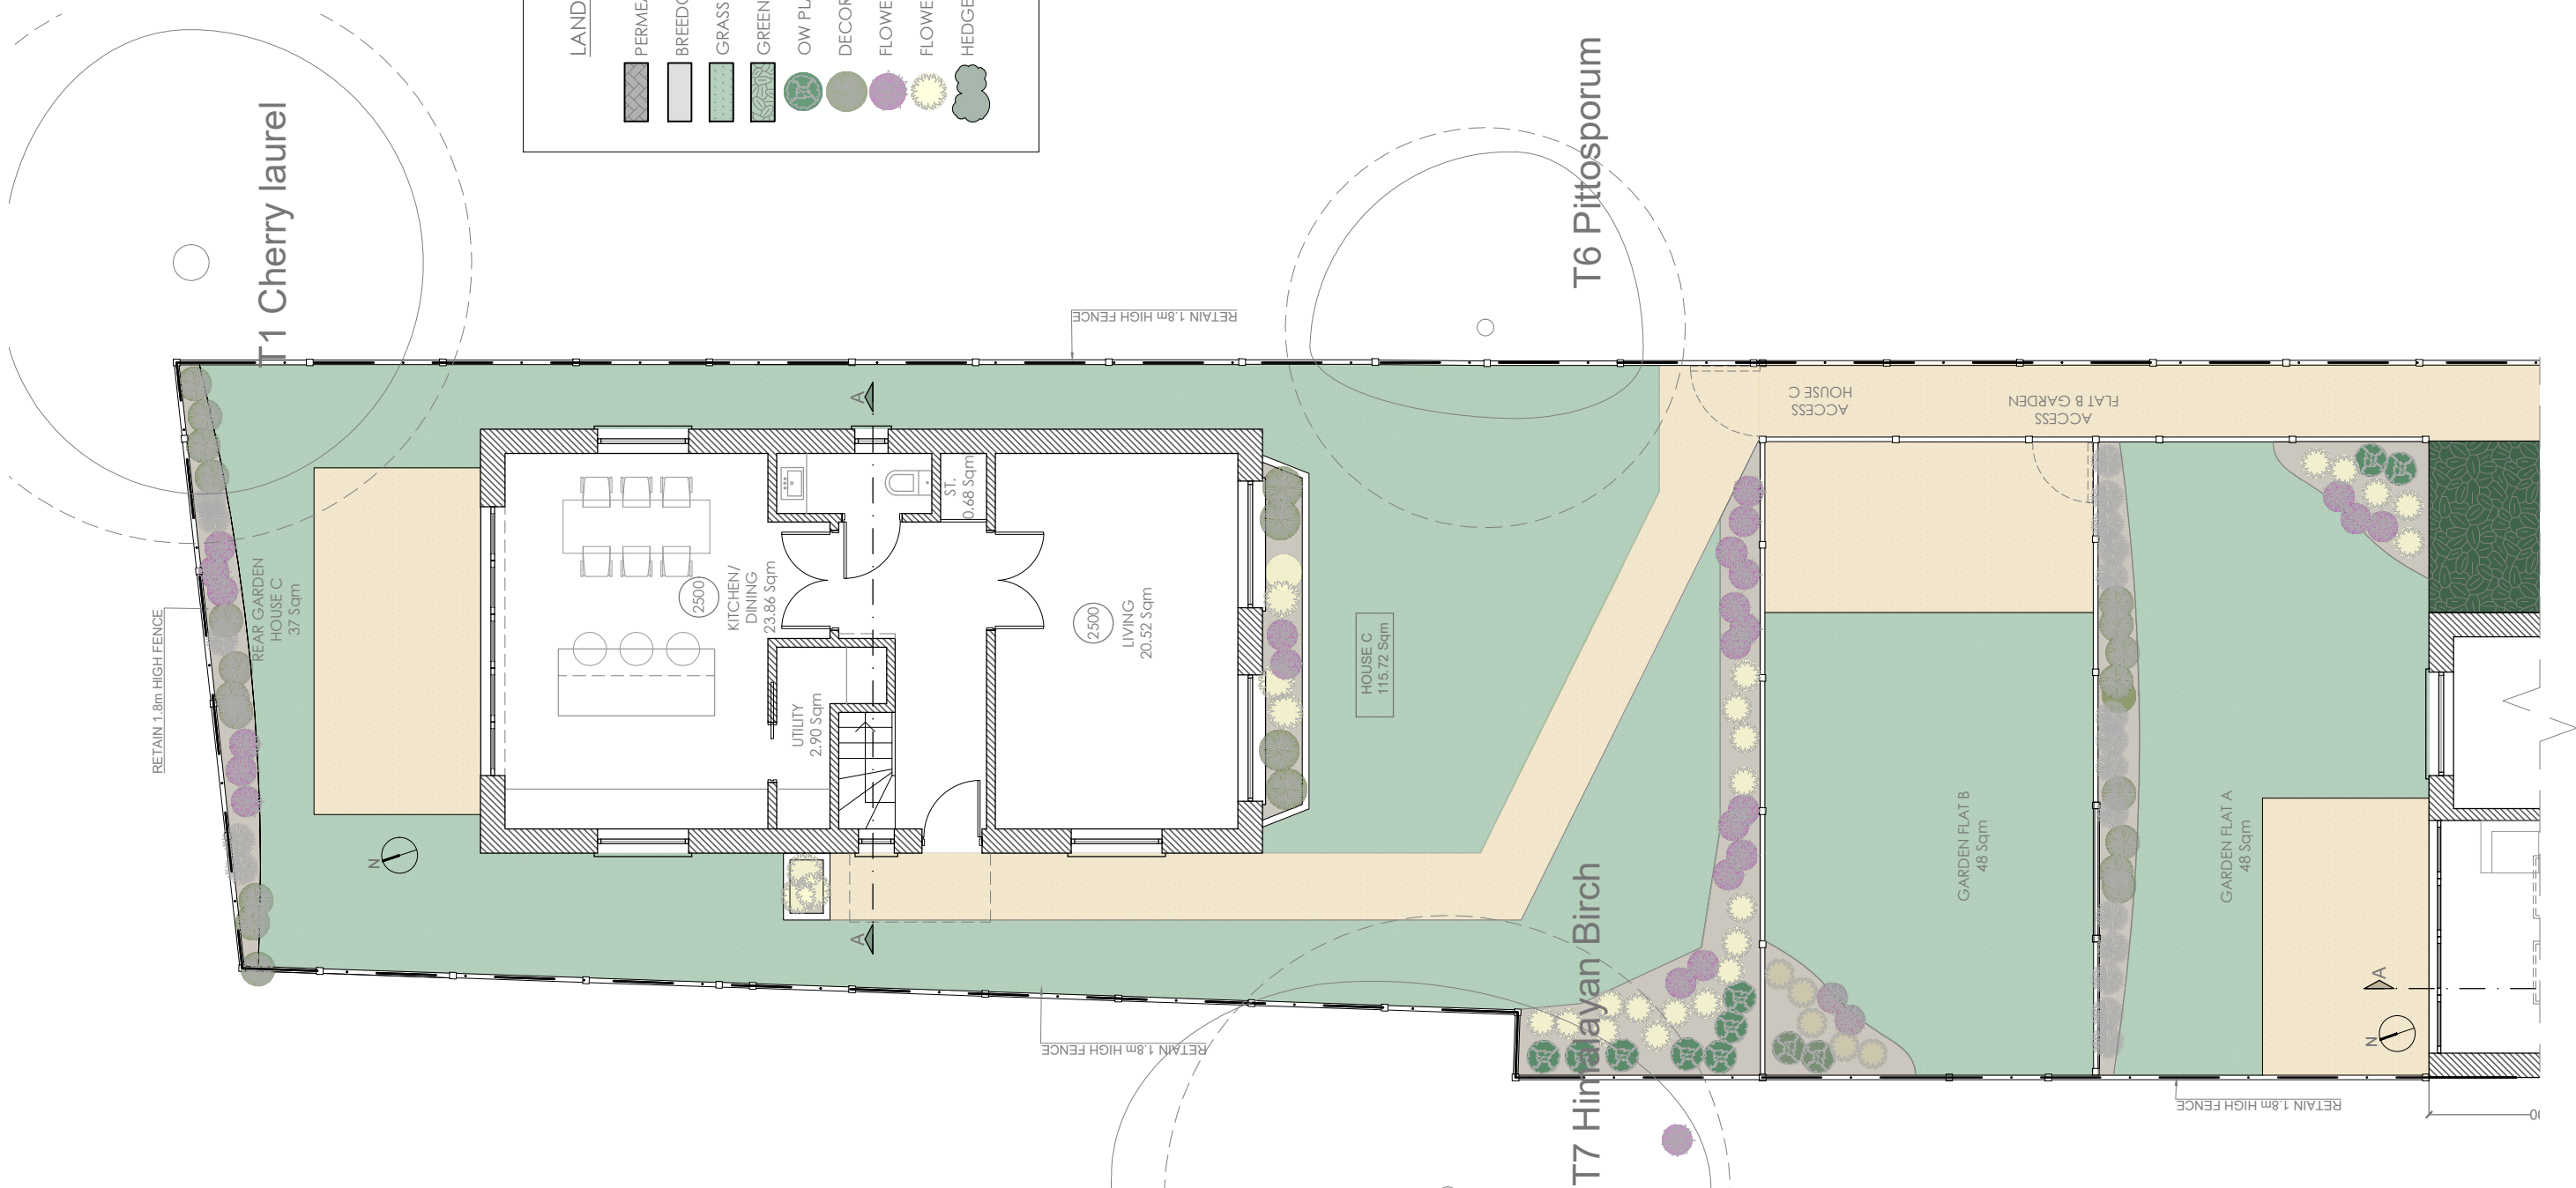 LAND
PERMEA
BREEDO
GRASS
GREEN
OW PLA
DECOR
FLOWE
FLOWE
HEDGE
T1 Cherry laurel
T6 Pittosporum
RETAIN 1.8m HIGH FENCE
RETAIN 1.8m HIGH FENCE
REAR GARDEN
HOUSE C
37 Sqm
N
2500
KITCHEN/
DINING
23.86 Sqm
UTILITY
2.90 Sqm
ST.
0.68 Sqm
A
A
2500
LIVING
20.52 Sqm
HOUSE C
115.72 Sqm
ACCESS
HOUSE C
ACCESS
FLAT B GARDEN
GARDEN FLAT B
48 Sqm
GARDEN FLAT A
48 Sqm
A
N
T7 Himalayan Birch
RETAIN 1.8m HIGH FENCE
RETAIN 1.8m HIGH FENCE